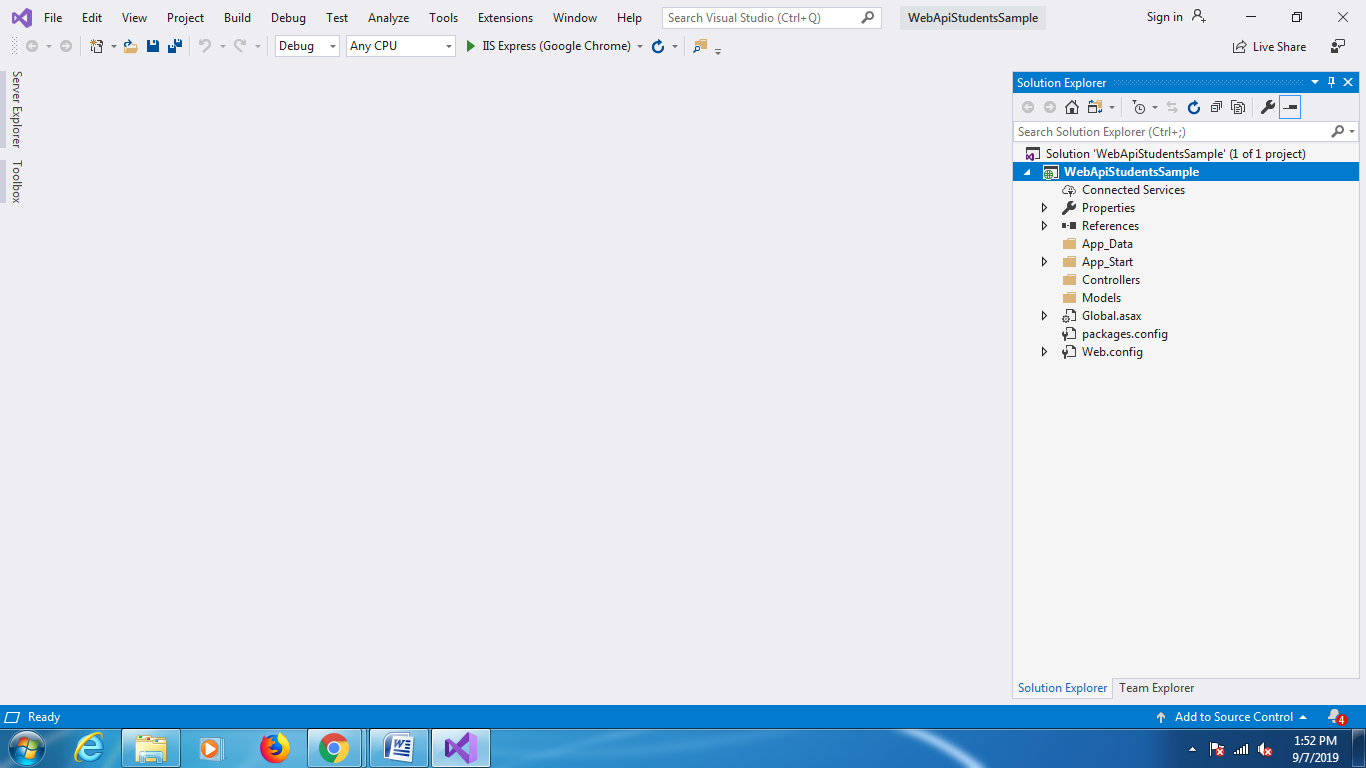 File Edit View Project Build Debug Test Analyze Tools Extensions Window Help Search Visual Studio (Ctrl+Q) WebApiStudentsSample Sign in
Debug Any CPU IIS Express (Google Chrome) Live Share
Server Explorer
Toolbox
Solution Explorer
Search Solution Explorer (Ctrl+;)
Solution 'WebApiStudentsSample' (1 of 1 project)
WebApiStudentsSample
Connected Services
Properties
References
App_Data
App_Start
Controllers
Models
Global.asax
packages.config
Web.config
Solution Explorer Team Explorer
Ready Add to Source Control 4
1:52 PM
9/7/2019